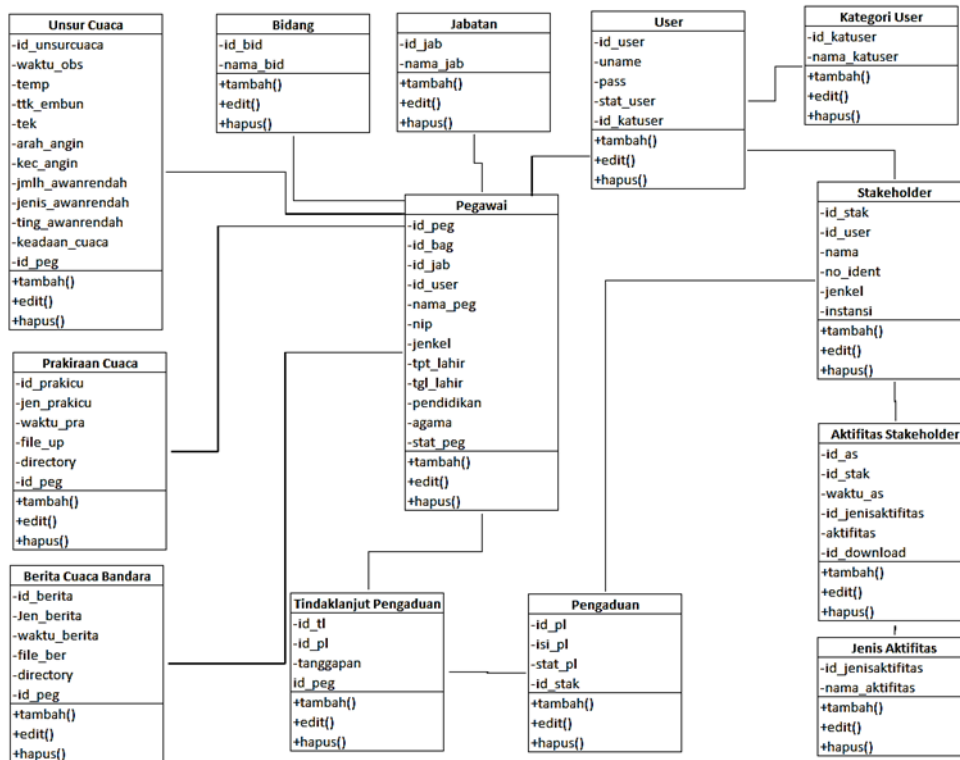 Unsur Cuaca
-id_unsurcuaca
-waktu_obs
-temp
-ttk_embun
-tek
-arah_angin
-kec_angin
-jmlh_awanrendah
-jenis_awanrendah
-ting_awanrendah
-keadaan_cuaca
-id_peg
+tambah()
+edit()
+hapus()
Bidang
-id_bid
-nama_bid
+tambah()
+edit()
+hapus()
Jabatan
-id_jab
-nama_jab
+tambah()
+edit()
+hapus()
User
-id_user
-uname
-pass
-stat_user
-id_katuser
+tambah()
+edit()
+hapus()
Kategori User
-id_katuser
-nama_katuser
+tambah()
+edit()
+hapus()
Pegawai
-id_peg
-id_bag
-id_jab
-id_user
-nama_peg
-nip
-jenkel
-tpt_lahir
-tgl_lahir
-pendidikan
-agama
-stat_peg
+tambah()
+edit()
+hapus()
Stakeholder
-id_stak
-id_user
-nama
-no_ident
-jenkel
-instansi
+tambah()
+edit()
+hapus()
Prakiraan Cuaca
-id_prakicu
-jen_prakicu
-waktu_pra
-file_up
-directory
-id_peg
+tambah()
+edit()
+hapus()
Aktifitas Stakeholder
-id_as
-id_stak
-waktu_as
-id_jenisaktifitas
-aktifitas
-id_download
+tambah()
+edit()
+hapus()
Berita Cuaca Bandara
-id_berita
-Jen_berita
-waktu_berita
-file_ber
-directory
-id_peg
+tambah()
+edit()
+hapus()
Tindaklanjut Pengaduan
-id_tl
-id_pl
-tanggapan
id_peg
+tambah()
+edit()
+hapus()
Pengaduan
-id_pl
-isi_pl
-stat_pl
-id_stak
+tambah()
+edit()
+hapus()
Jenis Aktifitas
-id_jenisaktifitas
-nama_aktifitas
+tambah()
+edit()
+hapus()